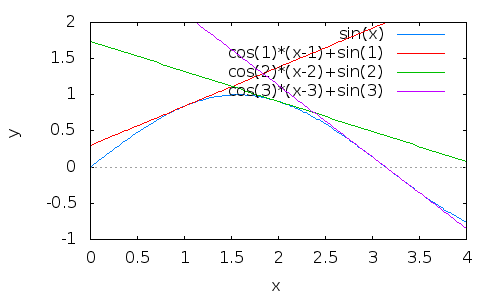 2
1.5
1
0.5
0
-0.5
-1
y
sin(x)
cos(1)*(x-1)+sin(1)
cos(2)*(x-2)+sin(2)
cos(3)*(x-3)+sin(3)
0 0.5 1 1.5 2 2.5 3 3.5 4
x